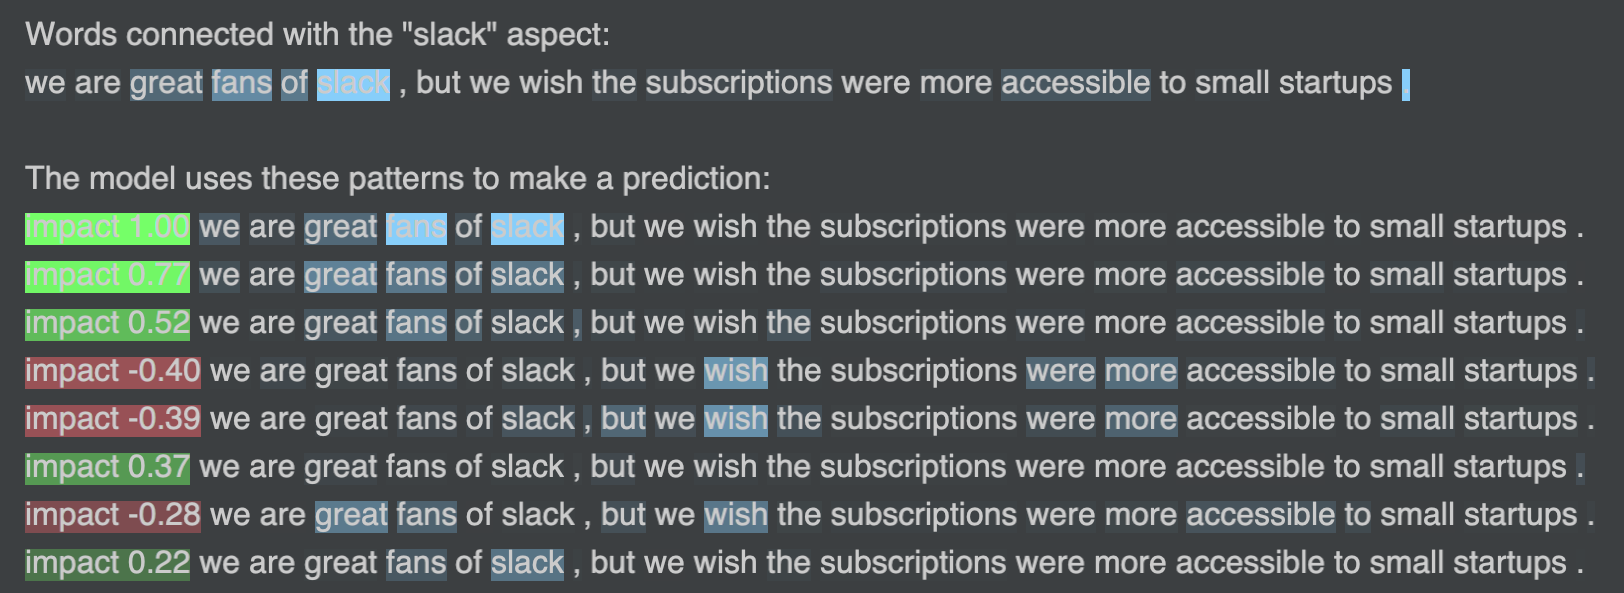 Words connected with the "slack" aspect:
we are great fans of slack , but we wish the subscriptions were more accessible to small startups .
The model uses these patterns to make a prediction:
impact 1.00 we are great fans of slack , but we wish the subscriptions were more accessible to small startups .
impact 0.77 we are great fans of slack , but we wish the subscriptions were more accessible to small startups .
impact 0.52 we are great fans of slack , but we wish the subscriptions were more accessible to small startups .
impact -0.40 we are great fans of slack , but we wish the subscriptions were more accessible to small startups .
impact -0.39 we are great fans of slack , but we wish the subscriptions were more accessible to small startups .
impact 0.37 we are great fans of slack , but we wish the subscriptions were more accessible to small startups .
impact -0.28 we are great fans of slack , but we wish the subscriptions were more accessible to small startups .
impact 0.22 we are great fans of slack , but we wish the subscriptions were more accessible to small startups .